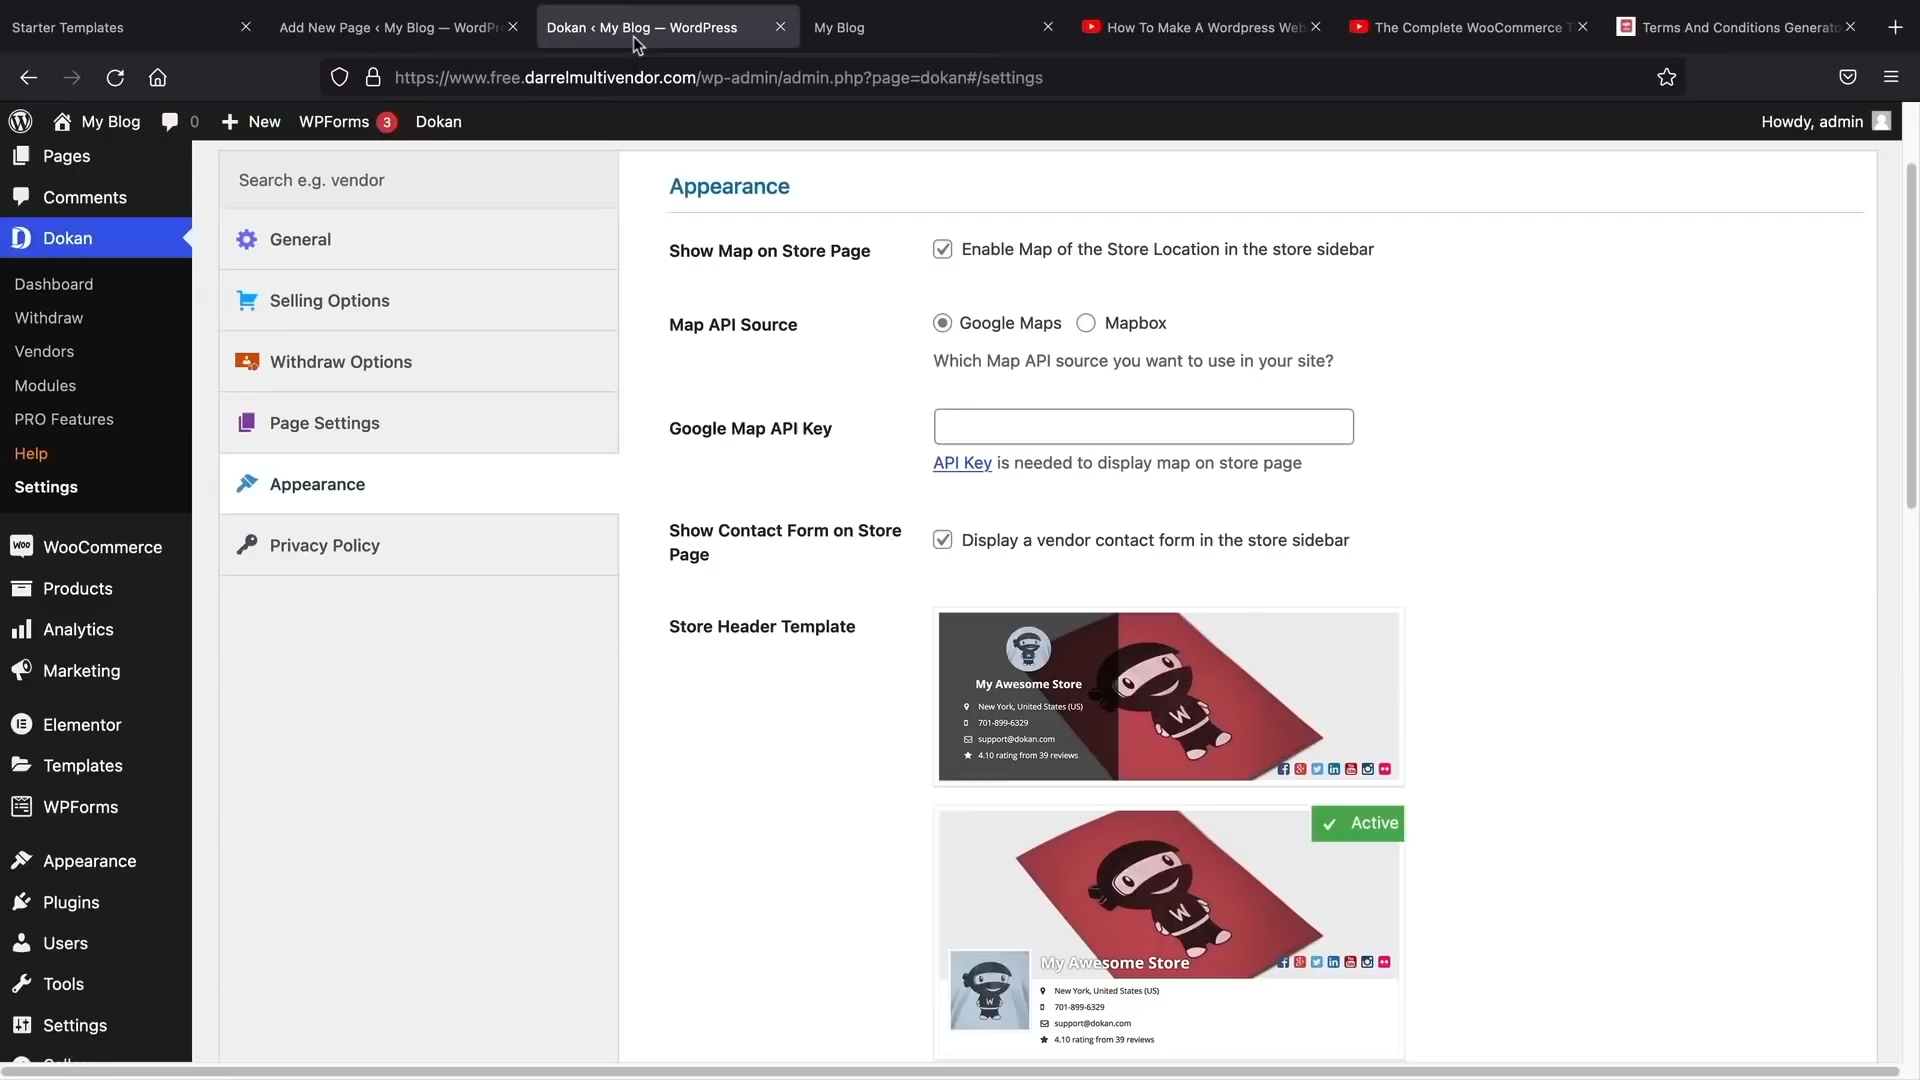 Starter Templates
Add New Page ‹ My Blog — WordPr
Dokan ‹ My Blog — WordPress
My Blog
How To Make A Wordpress Web
The Complete WooCommerce T
Terms And Conditions Generato
https://www.free.darrelmultivendor.com/wp-admin/admin.php?page=dokan#/settings
My Blog
0
New
WPForms 3
Dokan
Howdy, admin
Pages
Comments
Dokan
Dashboard
Withdraw
Vendors
Modules
PRO Features
Help
Settings
WooCommerce
Products
Analytics
Marketing
Elementor
Templates
WPForms
Appearance
Plugins
Users
Tools
Settings
Search e.g. vendor
General
Selling Options
Withdraw Options
Page Settings
Appearance
Privacy Policy
Appearance
Show Map on Store Page
Enable Map of the Store Location in the store sidebar
Map API Source
Google Maps
Mapbox
Which Map API source you want to use in your site?
Google Map API Key
API Key is needed to display map on store page
Show Contact Form on Store
Page
Display a vendor contact form in the store sidebar
Store Header Template
My Awesome Store
New York, United States (US)
701-899-6329
support@dokan.com
4.10 rating from 39 reviews
W
Active
W
My Awesome Store
New York, United States (US)
701-899-6329
support@dokan.com
4.10 rating from 39 reviews